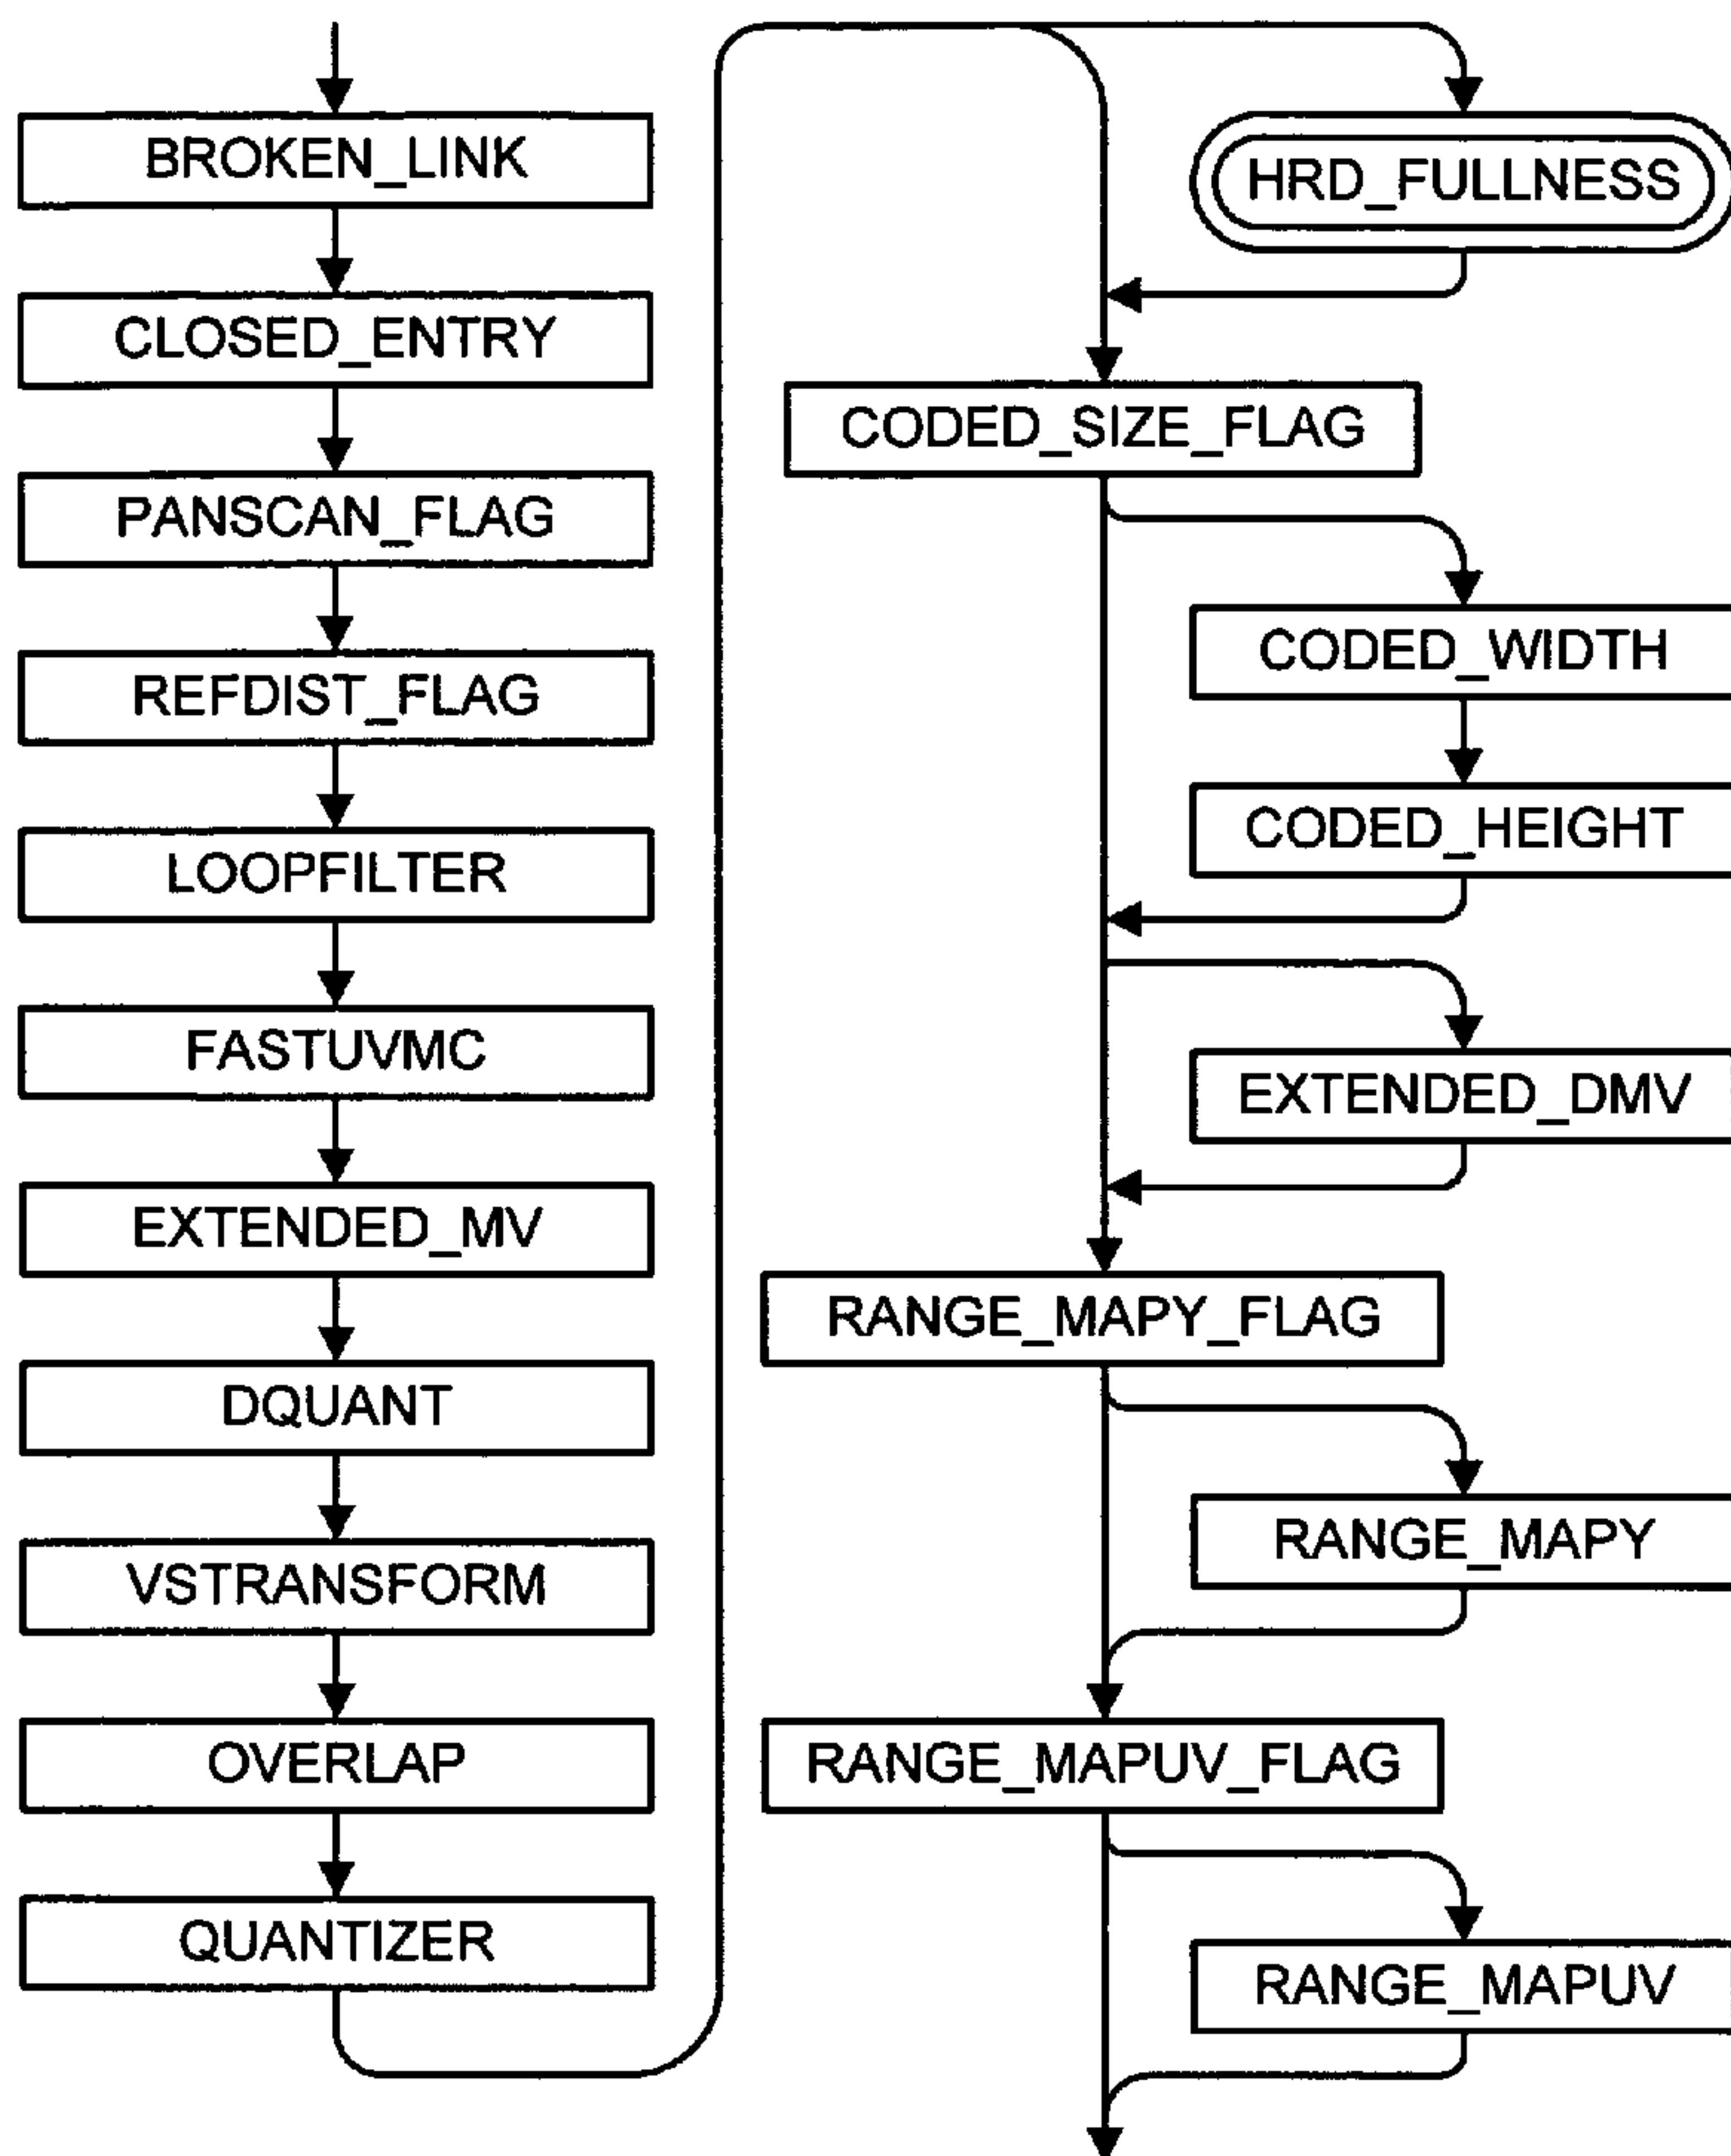 BROKEN_LINK
CLOSED_ENTRY
PANSCAN_FLAG
REFDIST_FLAG
LOOPFILTER
FASTUVMC
EXTENDED_MV
DQUANT
VSTRANSFORM
OVERLAP
QUANTIZER
HRD_FULLNESS
CODED_SIZE_FLAG
CODED_WIDTH
CODED_HEIGHT
EXTENDED_DMV
RANGE_MAPY_FLAG
RANGE_MAPY
RANGE_MAPUV_FLAG
RANGE_MAPUV